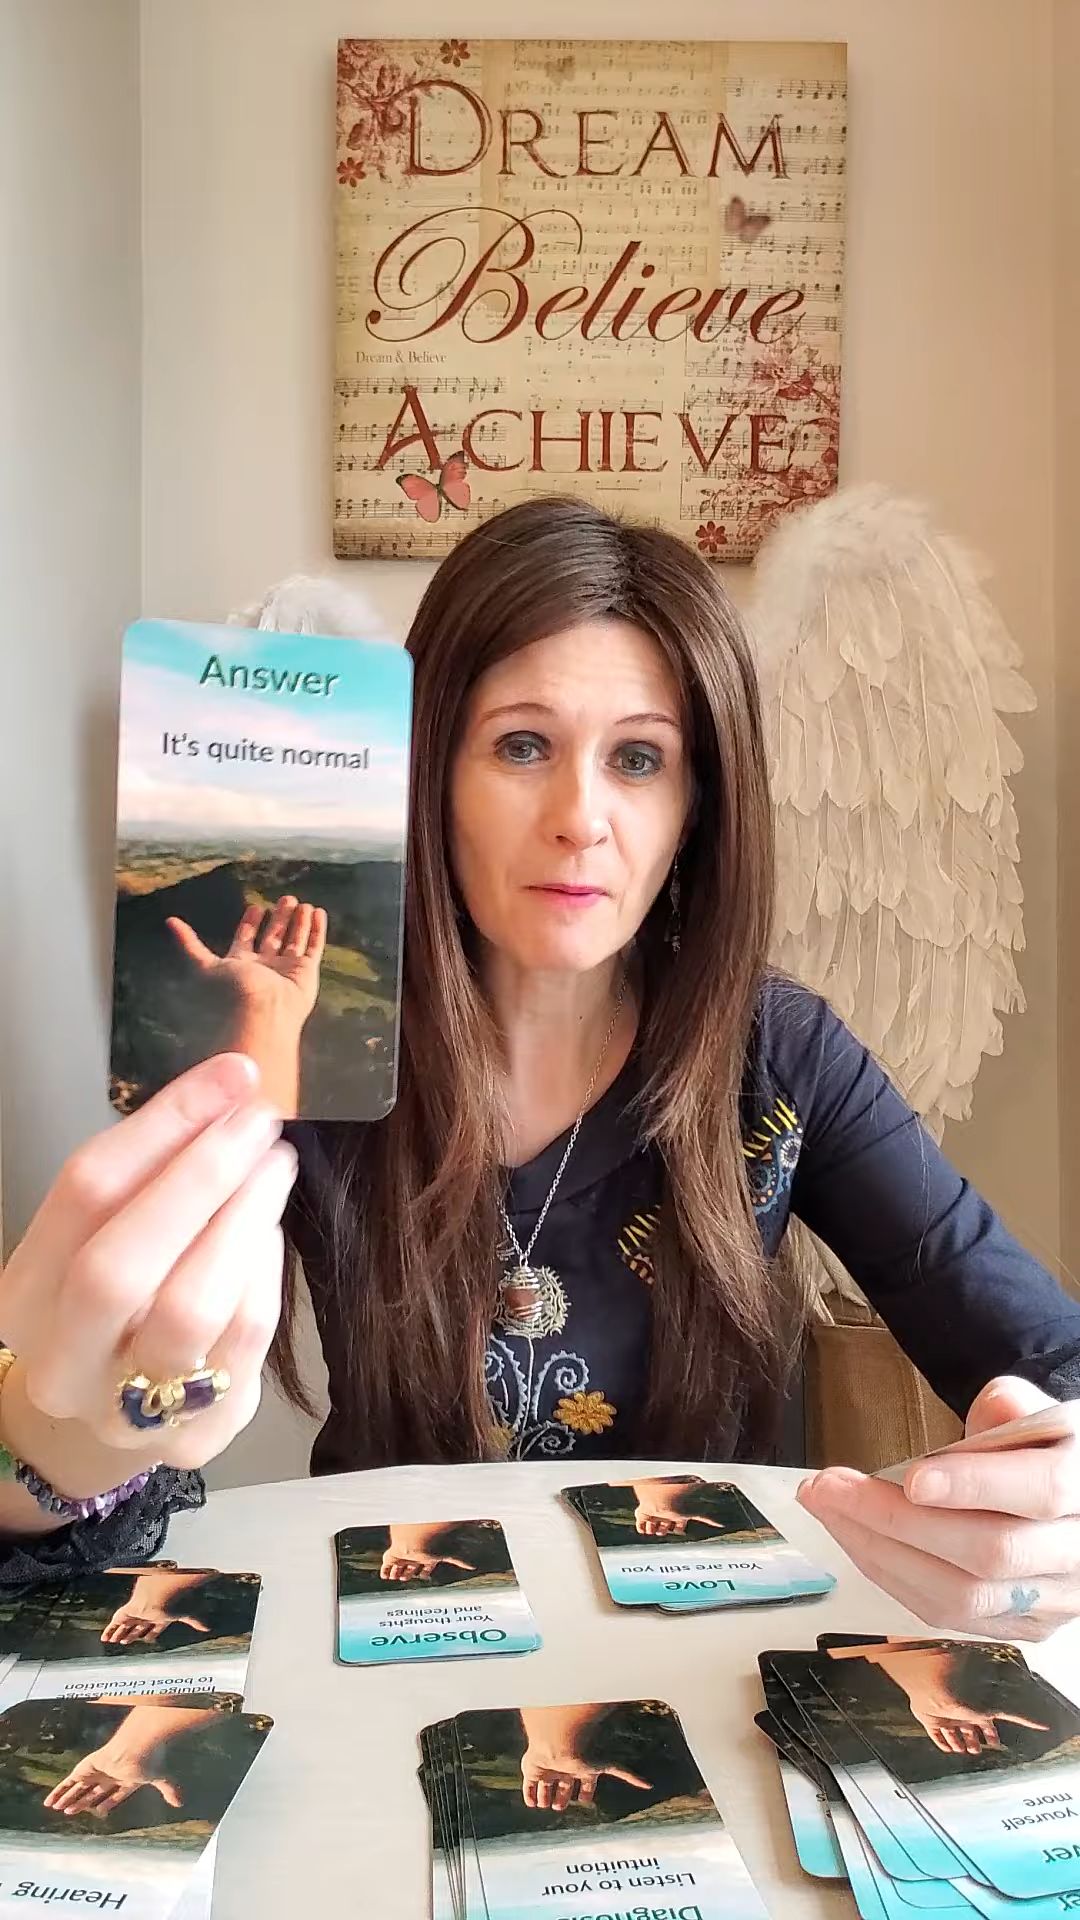 DREAM
Believe
Dream & Believe
ACHIEVE
Answer
It's quite normal
Love
You are still you
Observe
Your thoughts
and feelings
Indulge in a massage
to boost circulation
Hearing
Diagnosis
Listen to your
intuition
yourself
more